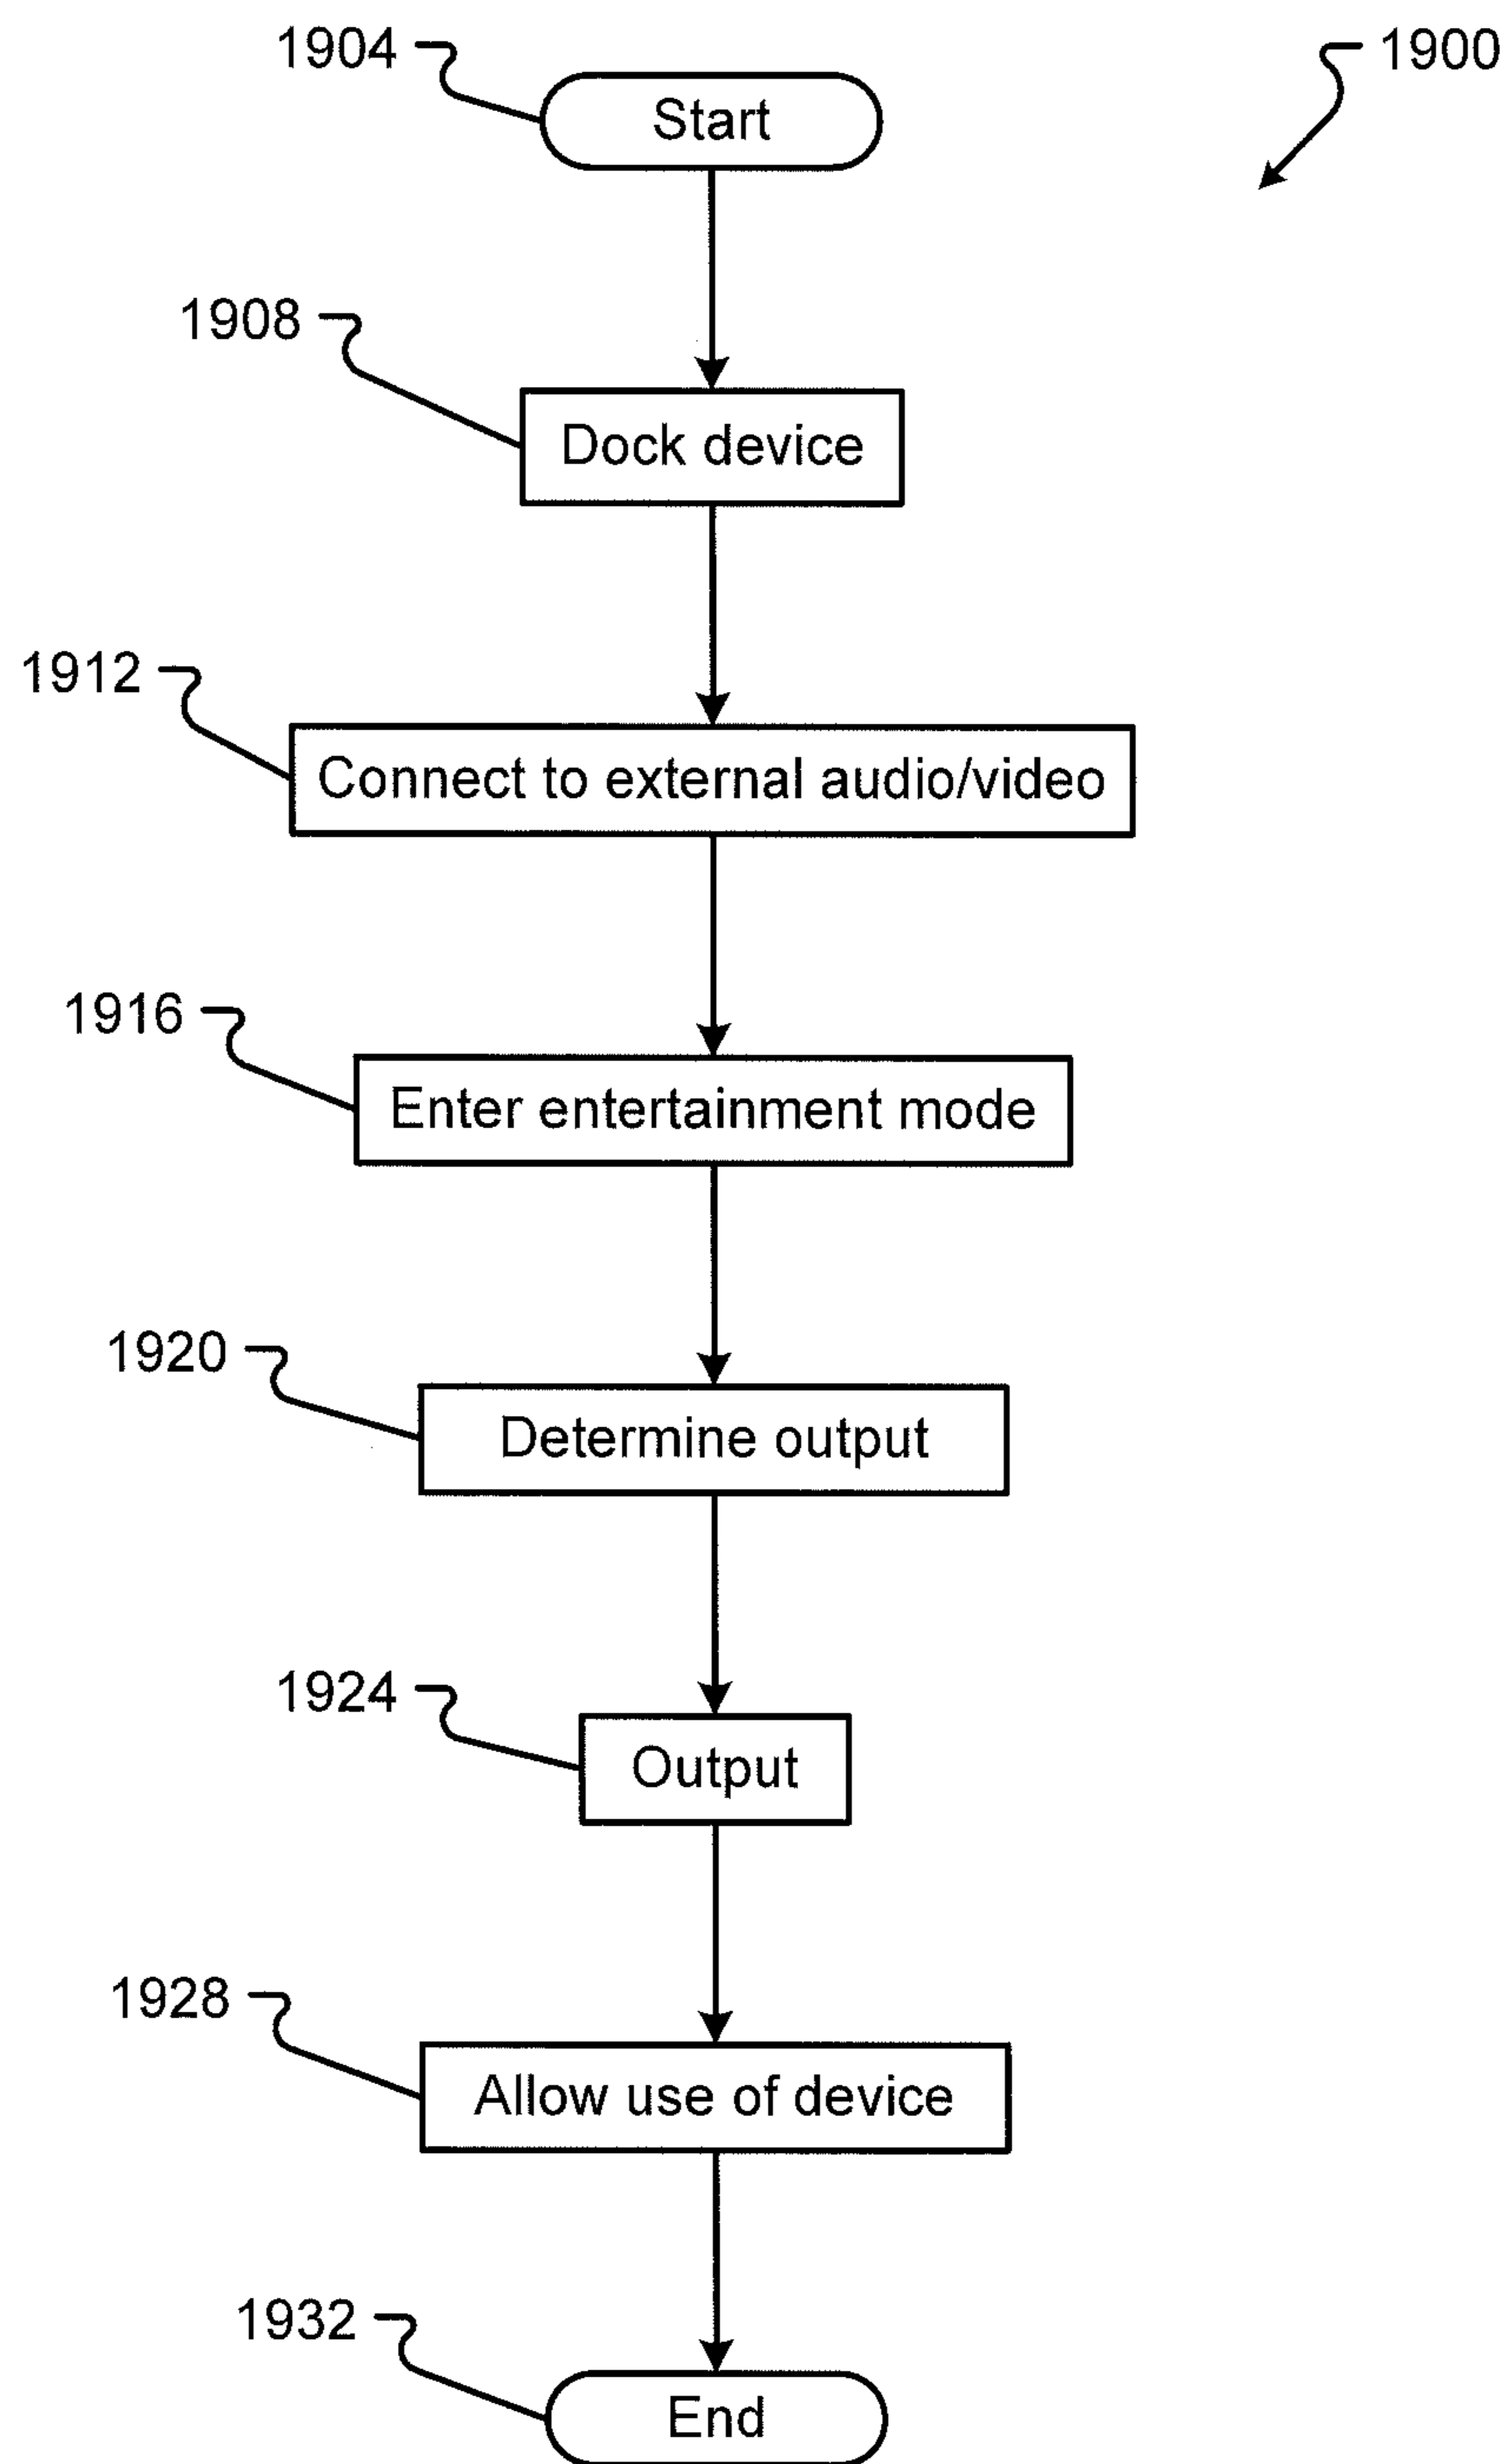 1904
1900
Start
1908
Dock device
1912
Connect to external audio/video
1916
Enter entertainment mode
1920
Determine output
1924
Output
1928
Allow use of device
1932
End